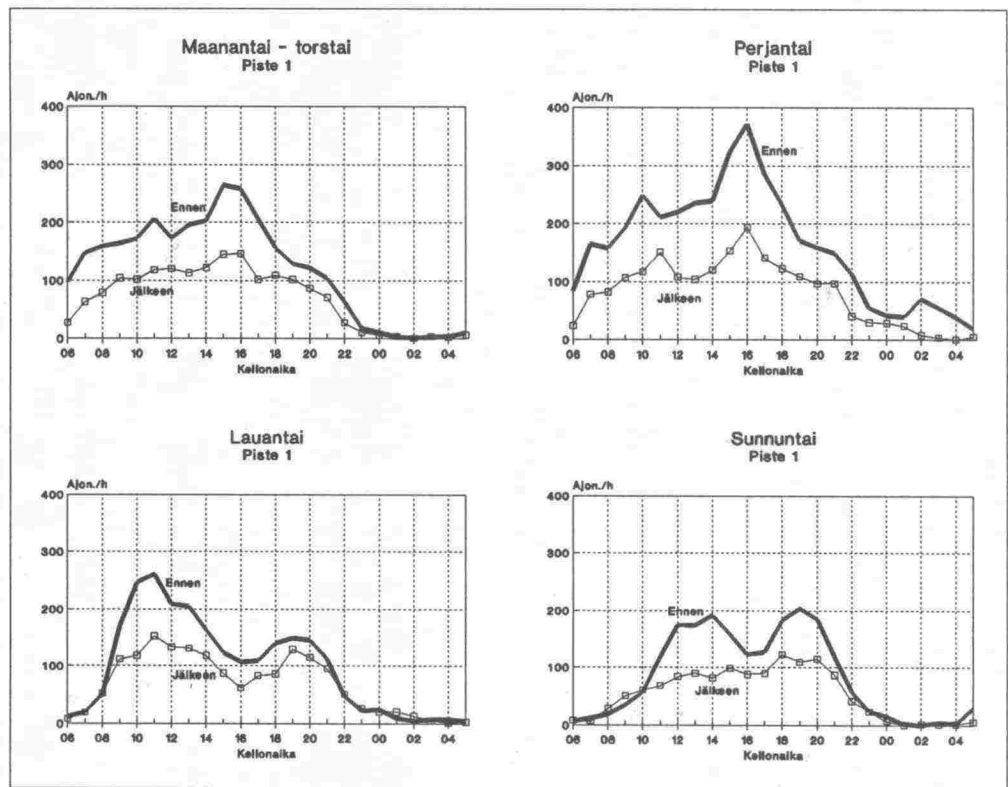 Maanantai - torstai
Piste 1
Ajon./h
400
300
200
100
0
Ennen
Jälkeen
06 08 10 12 14 16 18 20 22 00 02 04
Kellonaika
Perjantai
Piste 1
Ajon./h
400
300
200
100
0
Ennen
Jälkeen
06 08 10 12 14 16 18 20 22 00 02 04
Kellonaika
Lauantai
Piste 1
Ajon./h
400
300
200
100
0
Ennen
Jälkeen
06 08 10 12 14 16 18 20 22 00 02 04
Kellonaika
Sunnuntai
Piste 1
Ajon./h
400
300
200
100
0
Ennen
Jälkeen
06 08 10 12 14 16 18 20 22 00 02 04
Kellonaika